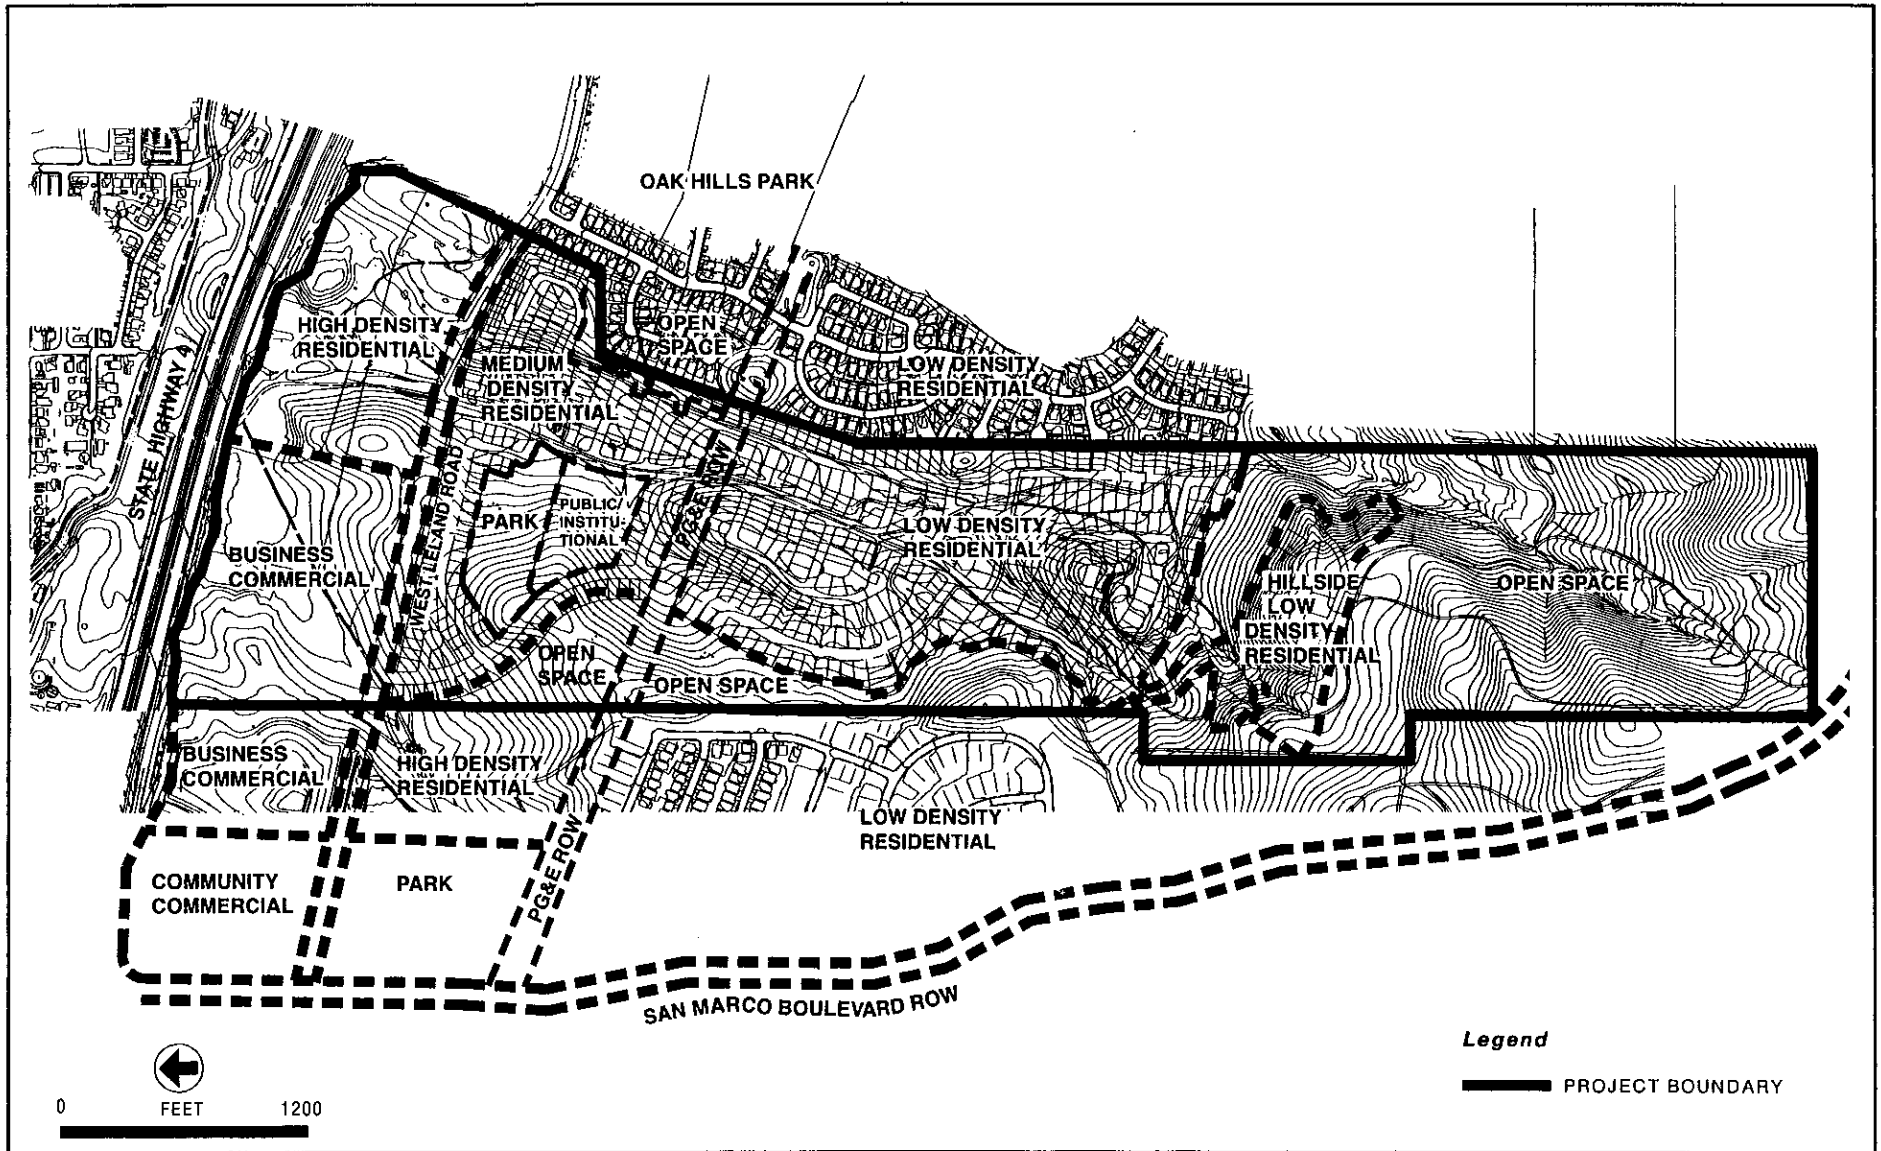 OAK HILLS PARK
HIGH DENSITY
RESIDENTIAL
OPEN
SPACE
MEDIUM
DENSITY
RESIDENTIAL
LOW DENSITY
RESIDENTIAL
STATE HIGHWAY 4
WEST LELAND ROAD
PG&E ROW
PARK
PUBLIC/
INSTITU-
TIONAL
LOW DENSITY
RESIDENTIAL
BUSINESS
COMMERCIAL
HILLSIDE
LOW
DENSITY
RESIDENTIAL
OPEN SPACE
OPEN
SPACE
OPEN SPACE
BUSINESS
COMMERCIAL
HIGH DENSITY
RESIDENTIAL
LOW DENSITY
RESIDENTIAL
PG&E ROW
COMMUNITY
COMMERCIAL
PARK
SAN MARCO BOULEVARD ROW
Legend
PROJECT BOUNDARY
0 FEET 1200